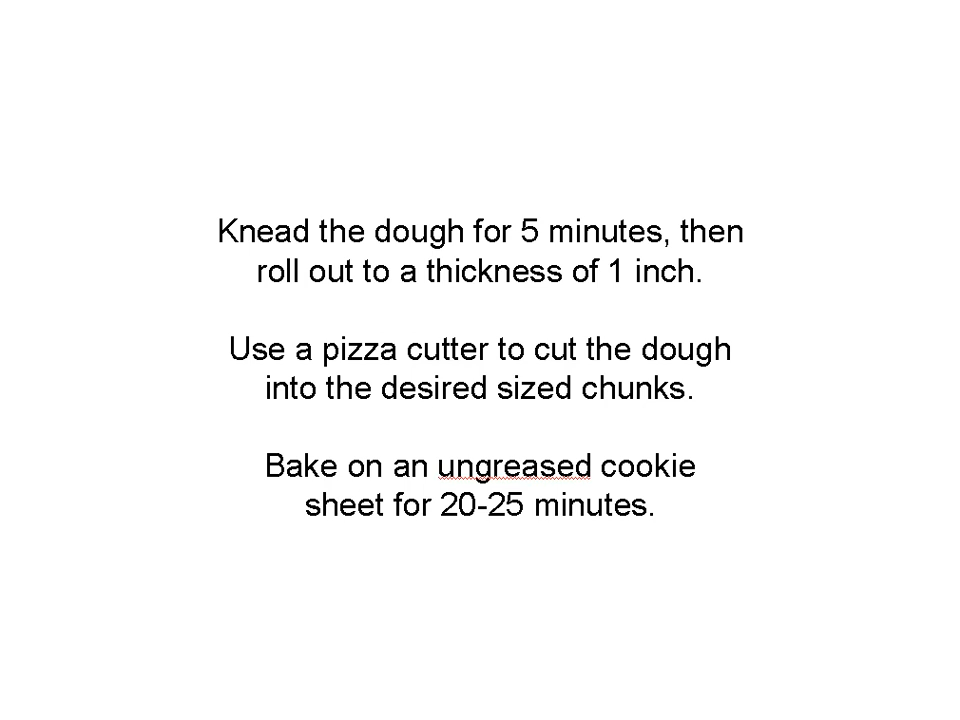 Knead the dough for 5 minutes, then
roll out to a thickness of 1 inch.
Use a pizza cutter to cut the dough
into the desired sized chunks.
Bake on an ungreased cookie
sheet for 20-25 minutes.